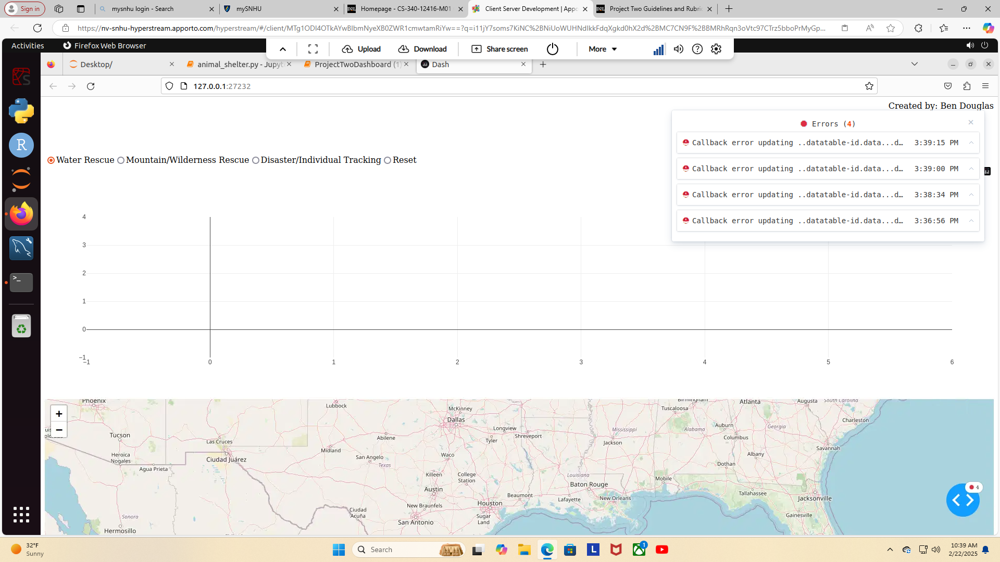 Sign in
mysnhu login - Search
mySNHU
Homepage - CS-340-12416-M01
Client Server Development | Appo
Project Two Guidelines and Rubric
https://nv-snhu-hyperstream.apporto.com/hyperstream/#/client/
Activities
Firefox Web Browser
Upload
Download
Share screen
More
Desktop/
animal_shelter.py - Jupyt
ProjectTwoDashboard (1)
Dash
127.0.0.1:27232
Created by: Ben Douglas
Errors (4)
Callback error updating ..datatable-id.data...d… 3:39:15 PM
Callback error updating ..datatable-id.data...d… 3:39:00 PM
Callback error updating ..datatable-id.data...d… 3:38:34 PM
Callback error updating ..datatable-id.data...d… 3:36:56 PM
Water Rescue Mountain/Wilderness Rescue Disaster/Individual Tracking Reset
4
3
2
1
0
−1
−1 0 1 2 3 4 5 6
+
−
Phoenix
Lubbock
McKinney
Dallas
Birmingham
Tuscaloosa
Atlanta
Augusta
South Carolina
Charleston
Tucson
Las Cruces
Abilene
Longview
Shreveport
Tyler
Mississippi
Alabama
Auburn
Georgia
Columbus
Jackson
Savannah
Midland
Heroica
Nogales
Agua Prieta
Ciudad Juárez
San Angelo
Texas
Waco
Albany
Dothan
Killeen
College
Station
Louisiana
Baton Rouge
Mobile
Tallahassee
Jacksonville
Austin
Beaumont
Lafayette
New Orleans
New Braunfels
Houston
Ciudad
Acuña
Sugar
Land
San Antonio
Gainesville
Sonora
Hermosillo
4
32°F
Sunny
Search
1
10:39 AM
2/22/2025